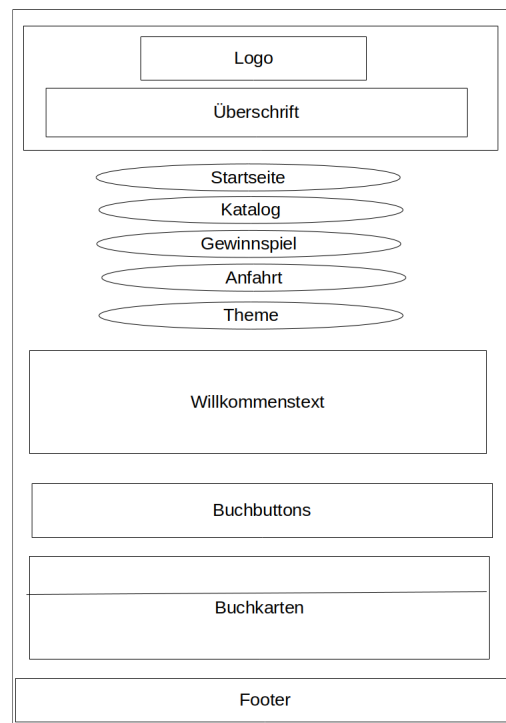 Logo
Überschrift
Startseite
Katalog
Gewinnspiel
Anfahrt
Theme
Willkommenstext
Buchbuttons
Buchkarten
Footer